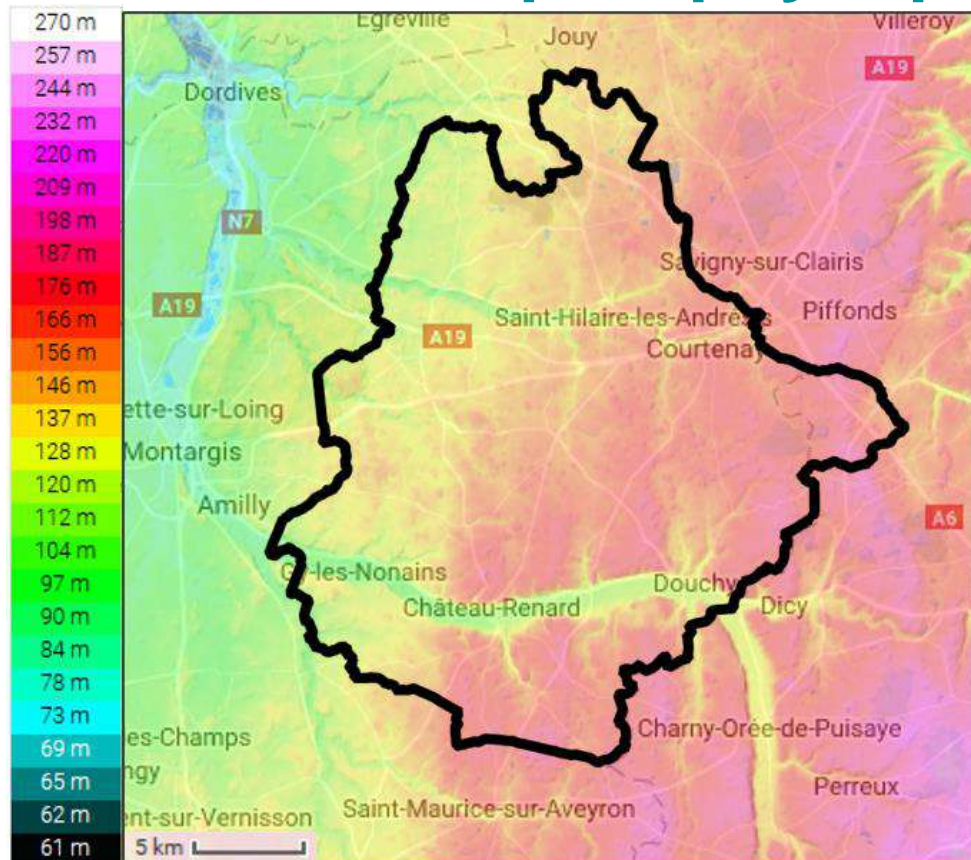 270 m
257 m
244 m
232 m
220 m
209 m
198 m
187 m
176 m
166 m
156 m
146 m
137 m
128 m
120 m
112 m
104 m
97 m
90 m
84 m
78 m
73 m
69 m
65 m
62 m
61 m
Egreville
Villeroy
Jouy
A19
Dordives
N7
Savigny-sur-Clairis
A19
Saint-Hilaire-les-Andrésis
Piffonds
A19
Courtenay
ette-sur-Loing
Montargis
Amilly
A6
Gy-les-Nonains
Douchy
Château-Renard
Dicy
Charny-Orée-de-Puisaye
es-Champs
ngy
Perreux
Saint-Maurice-sur-Aveyron
ent-sur-Vernisson
5 km